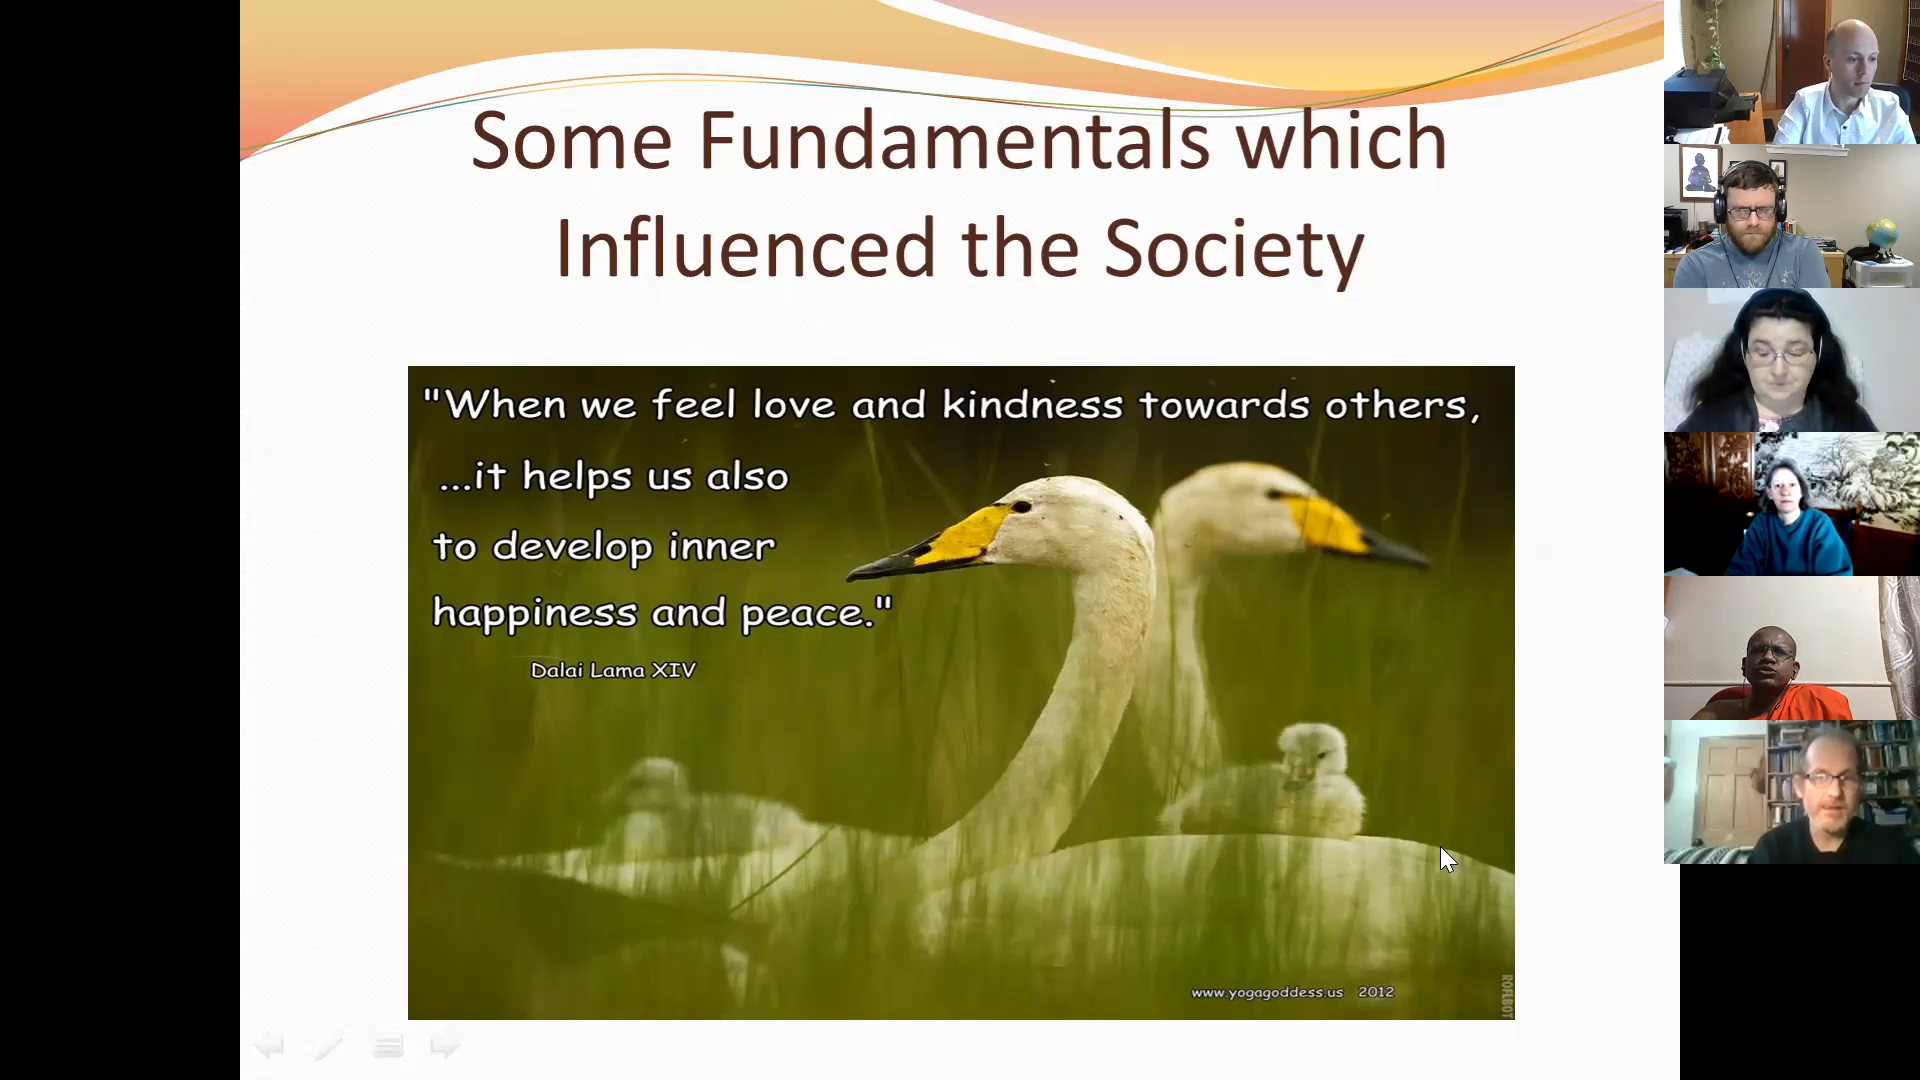 Some Fundamentals which
Influenced the Society
"When we feel love and kindness towards others,
...it helps us also
to develop inner
happiness and peace."
Dalai Lama XIV
www.yogagoddess.us 2012
ROFLBOT